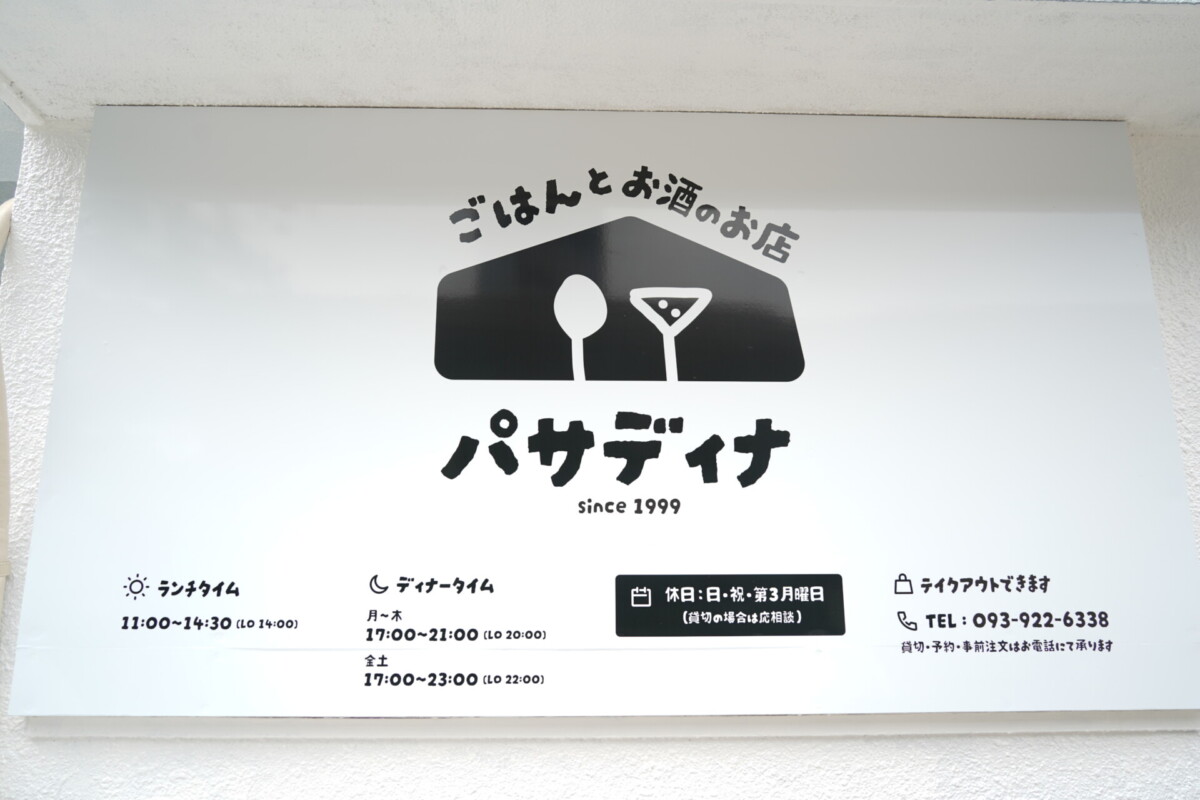 ごはんとお酒のお店
パサディナ
since 1999
ランチタイム
11:00~14:30 (LO 14:00)
ディナータイム
月~木
17:00~21:00 (LO 20:00)
金土
17:00~23:00 (LO 22:00)
休日:日・祝・第3月曜日
(貸切の場合は応相談)
テイクアウトできます
TEL:093-922-6338
貸切・予約・事前注文はお電話にて承ります